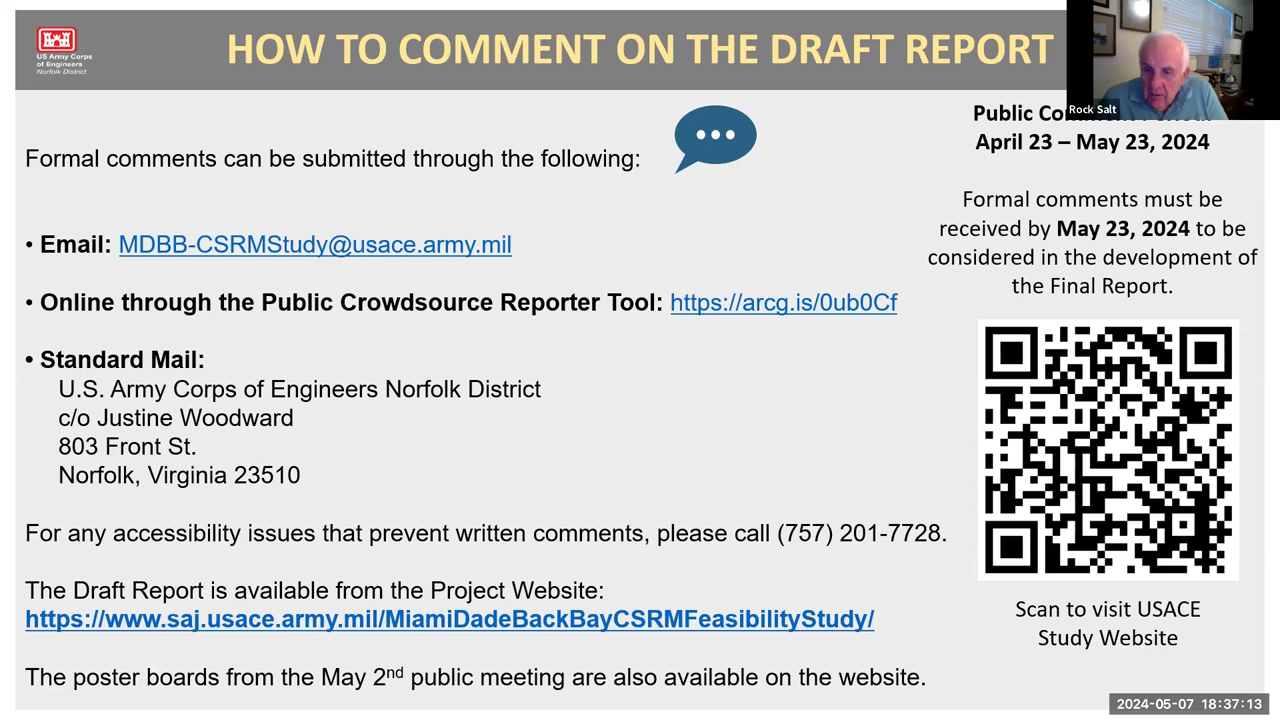 US Army Corps
of Engineers
Norfolk District
HOW TO COMMENT ON THE DRAFT REPORT
Rock Salt
Public
April 23 – May 23, 2024
Formal comments must be
received by May 23, 2024 to be
considered in the development of
the Final Report.
Formal comments can be submitted through the following:
• Email: MDBB-CSRMStudy@usace.army.mil
• Online through the Public Crowdsource Reporter Tool: https://arcg.is/0ub0Cf
• Standard Mail:
U.S. Army Corps of Engineers Norfolk District
c/o Justine Woodward
803 Front St.
Norfolk, Virginia 23510
For any accessibility issues that prevent written comments, please call (757) 201-7728.
The Draft Report is available from the Project Website:
https://www.saj.usace.army.mil/MiamiDadeBackBayCSRMFeasibilityStudy/
The poster boards from the May 2nd public meeting are also available on the website.
Scan to visit USACE
Study Website
2024-05-07 18:37:13